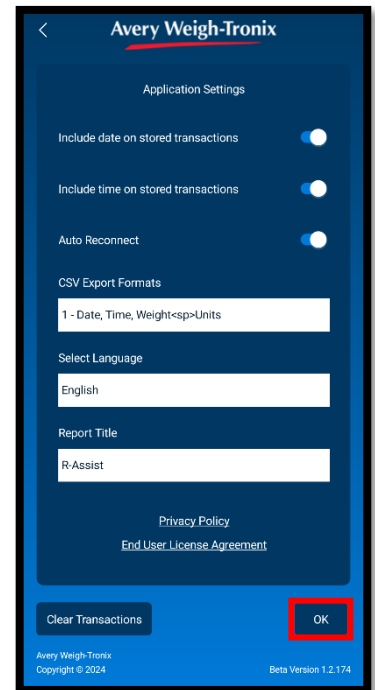 Avery Weigh-Tronix
Application Settings
Include date on stored transactions
Include time on stored transactions
Auto Reconnect
CSV Export Formats
1 - Date, Time, Weight<sp>Units
Select Language
English
Report Title
R-Assist
Privacy Policy
End User License Agreement
Clear Transactions
OK
Avery Weigh-Tronix
Copyright © 2024
Beta Version 1.2.174